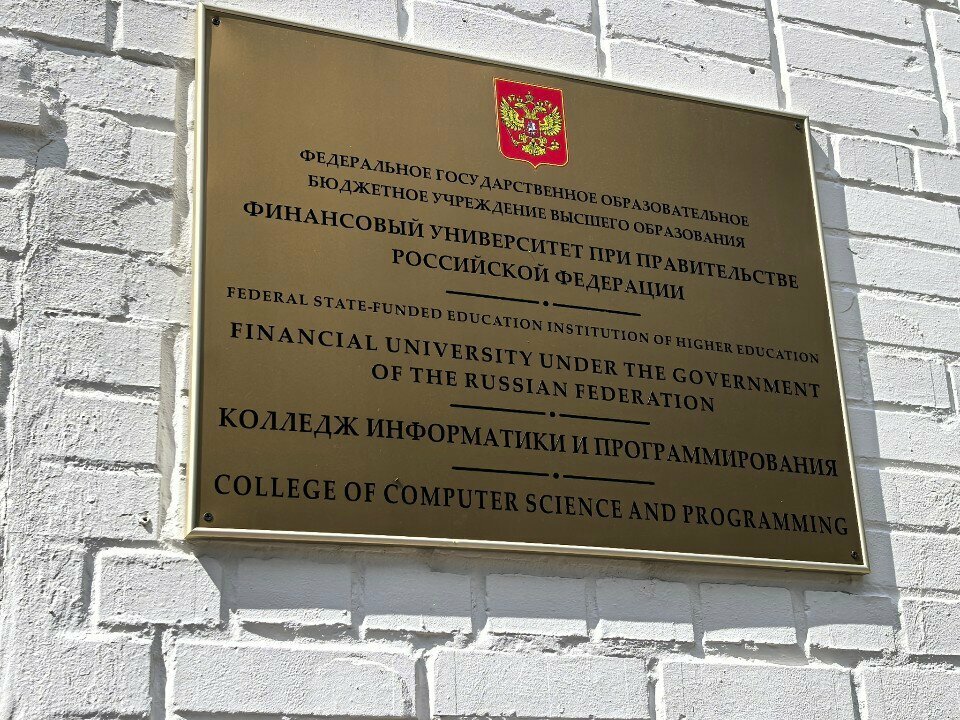 ФЕДЕРАЛЬНОЕ ГОСУДАРСТВЕННОЕ ОБРАЗОВАТЕЛЬНОЕ
БЮДЖЕТНОЕ УЧРЕЖДЕНИЕ ВЫСШЕГО ОБРАЗОВАНИЯ
ФИНАНСОВЫЙ УНИВЕРСИТЕТ ПРИ ПРАВИТЕЛЬСТВЕ
РОССИЙСКОЙ ФЕДЕРАЦИИ
FEDERAL STATE-FUNDED EDUCATION INSTITUTION OF HIGHER EDUCATION
FINANCIAL UNIVERSITY UNDER THE GOVERNMENT
OF THE RUSSIAN FEDERATION
КОЛЛЕДЖ ИНФОРМАТИКИ И ПРОГРАММИРОВАНИЯ
COLLEGE OF COMPUTER SCIENCE AND PROGRAMMING